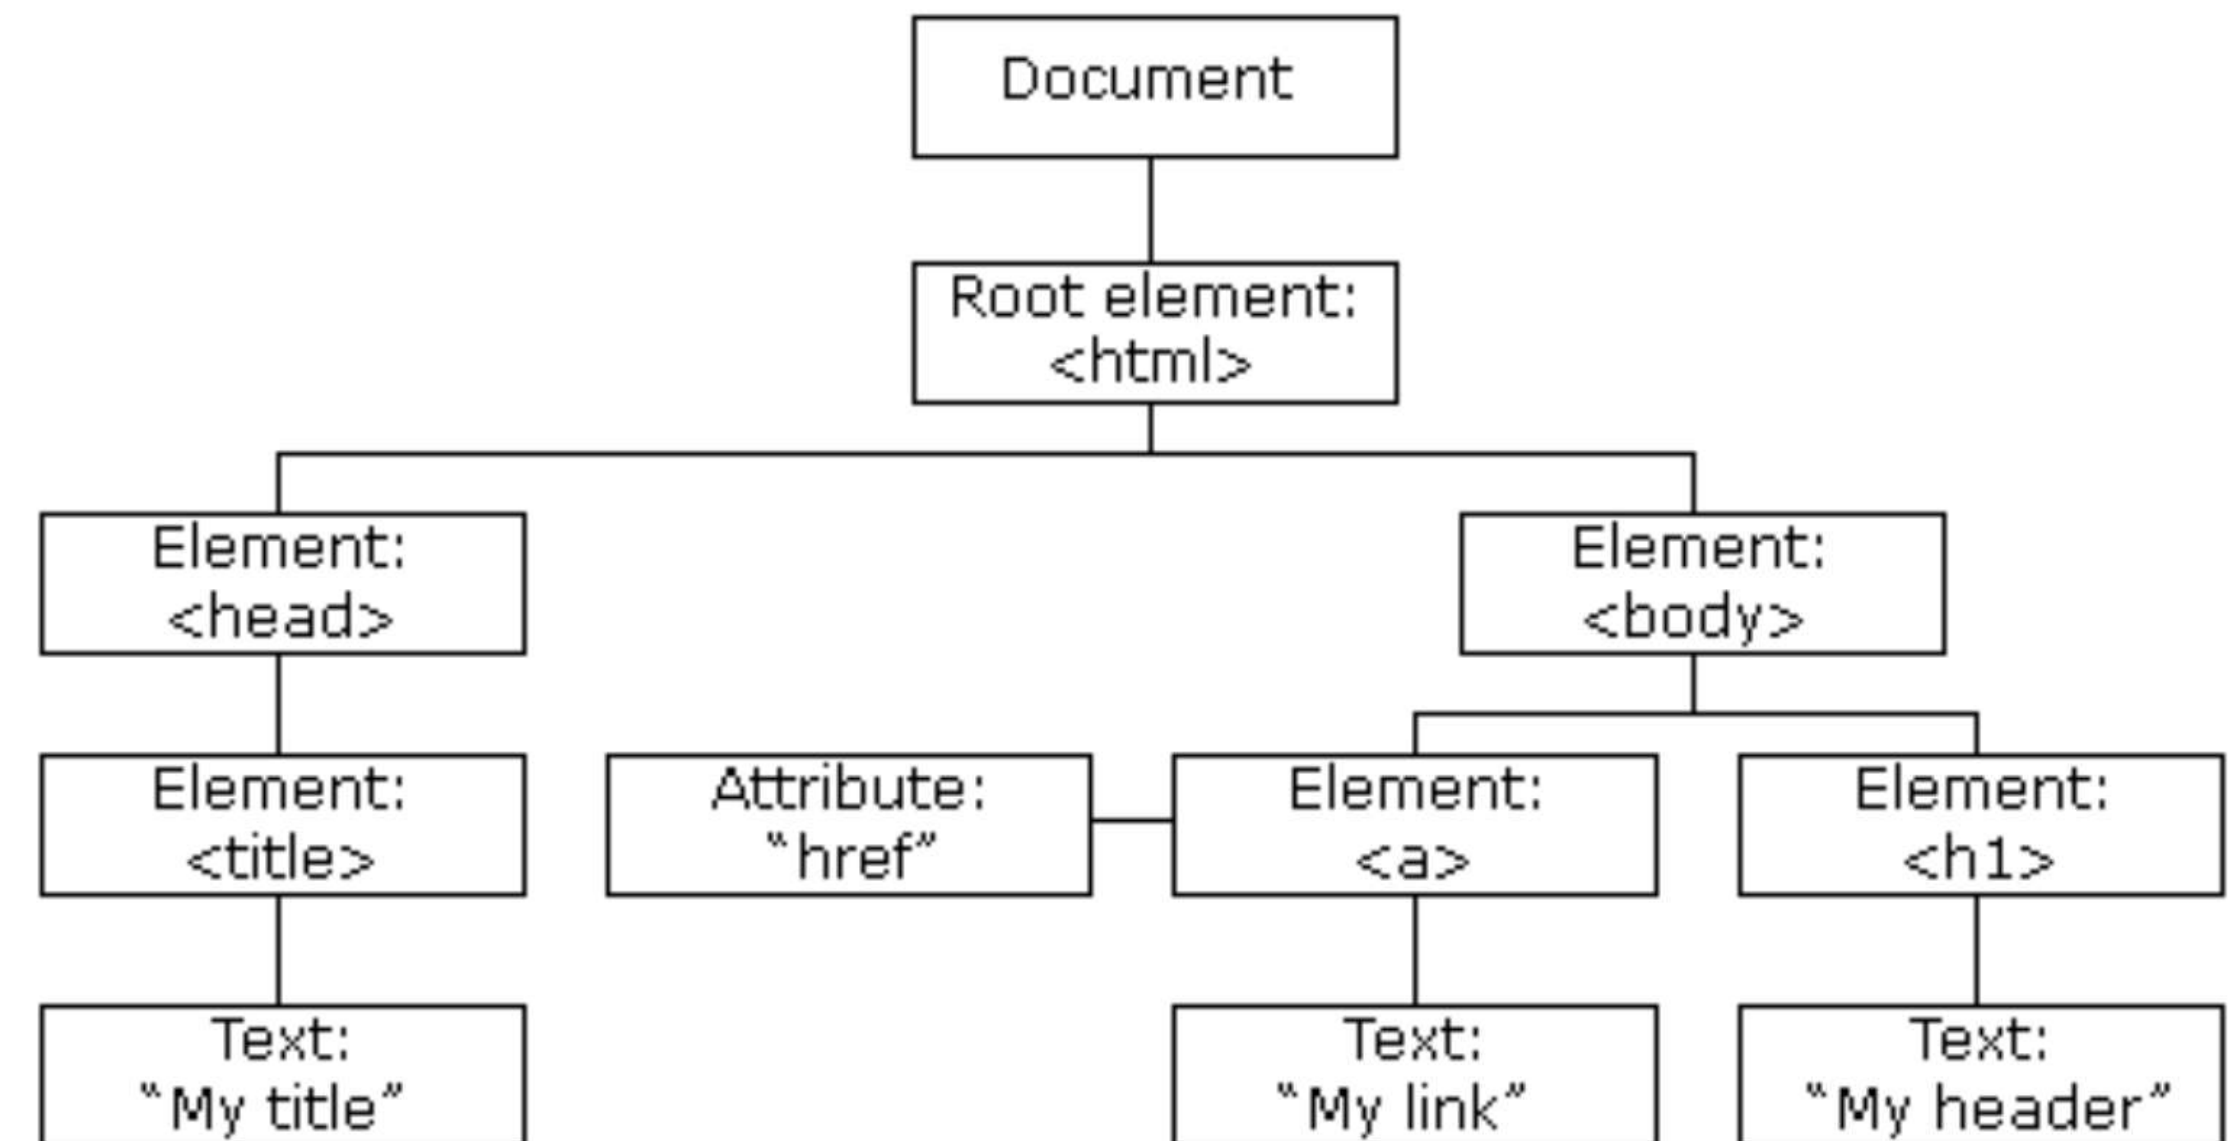 Document
Root element:
<html>
Element:
<head>
Element:
<body>
Element:
<title>
Attribute:
“href”
Element:
<a>
Element:
<h1>
Text:
“My title”
Text:
“My link”
Text:
“My header”